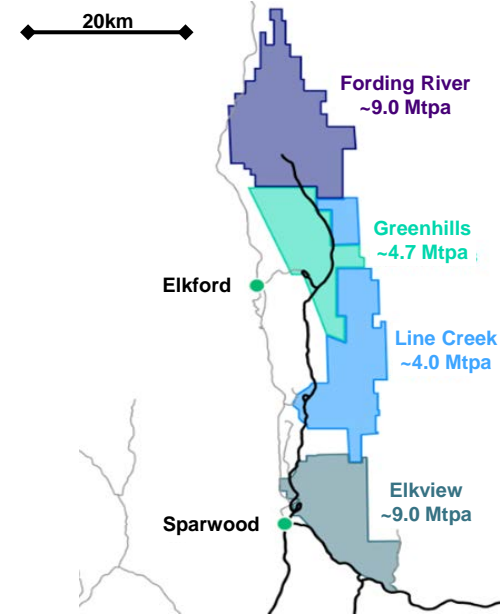 20km
Fording River
~9.0 Mtpa
Greenhills
~4.7 Mtpa
Elkford
Line Creek
~4.0 Mtpa
Elkview
~9.0 Mtpa
Sparwood